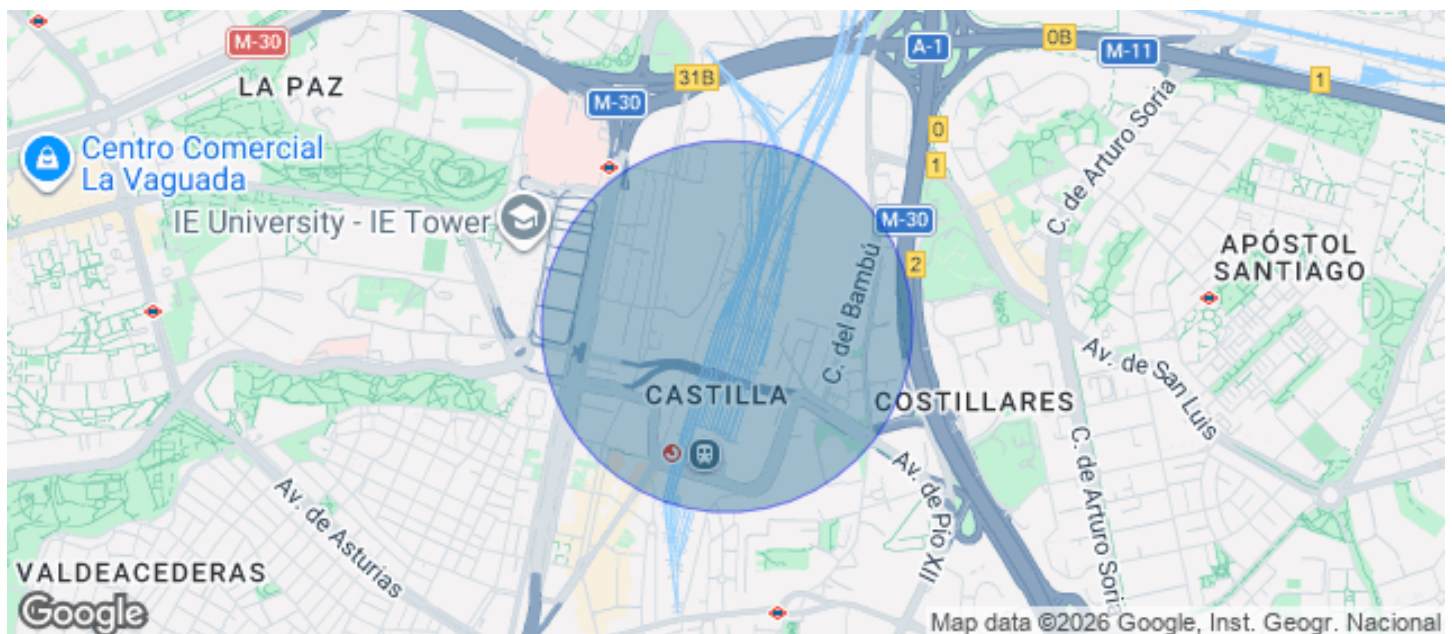 M-30
LA PAZ
31B
M-30
A-1
0B
M-11
1
Centro Comercial
La Vaguada
IE University - IE Tower
0
1
C. de Arturo Soria
M-30
2
APÓSTOL
SANTIAGO
C. del Bambú
CASTILLA
COSTILLARES
Av. de San Luis
C. de Arturo Soria
Av. de Pío XII
Av. de Asturias
VALDEACEDERAS
Google
Map data ©2026 Google, Inst. Geogr. Nacional